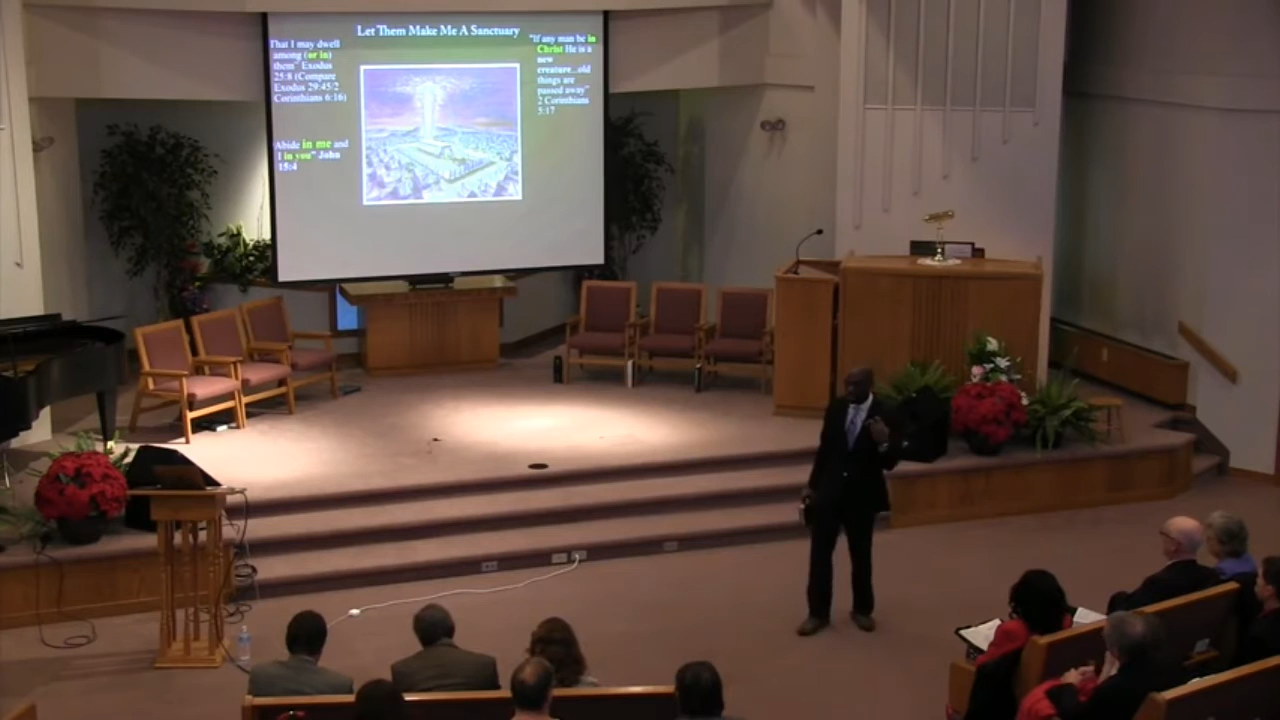 Let Them Make Me A Sanctuary
That I may dwell
among (or in)
them" Exodus
25:8 (Compare
Exodus 29:45/2
Corinthians 6:16)
Abide in me and
I in you" John
15:4
"If any man be in
Christ He is a
new
creature...old
things are
passed away"
2 Corinthians
5:17